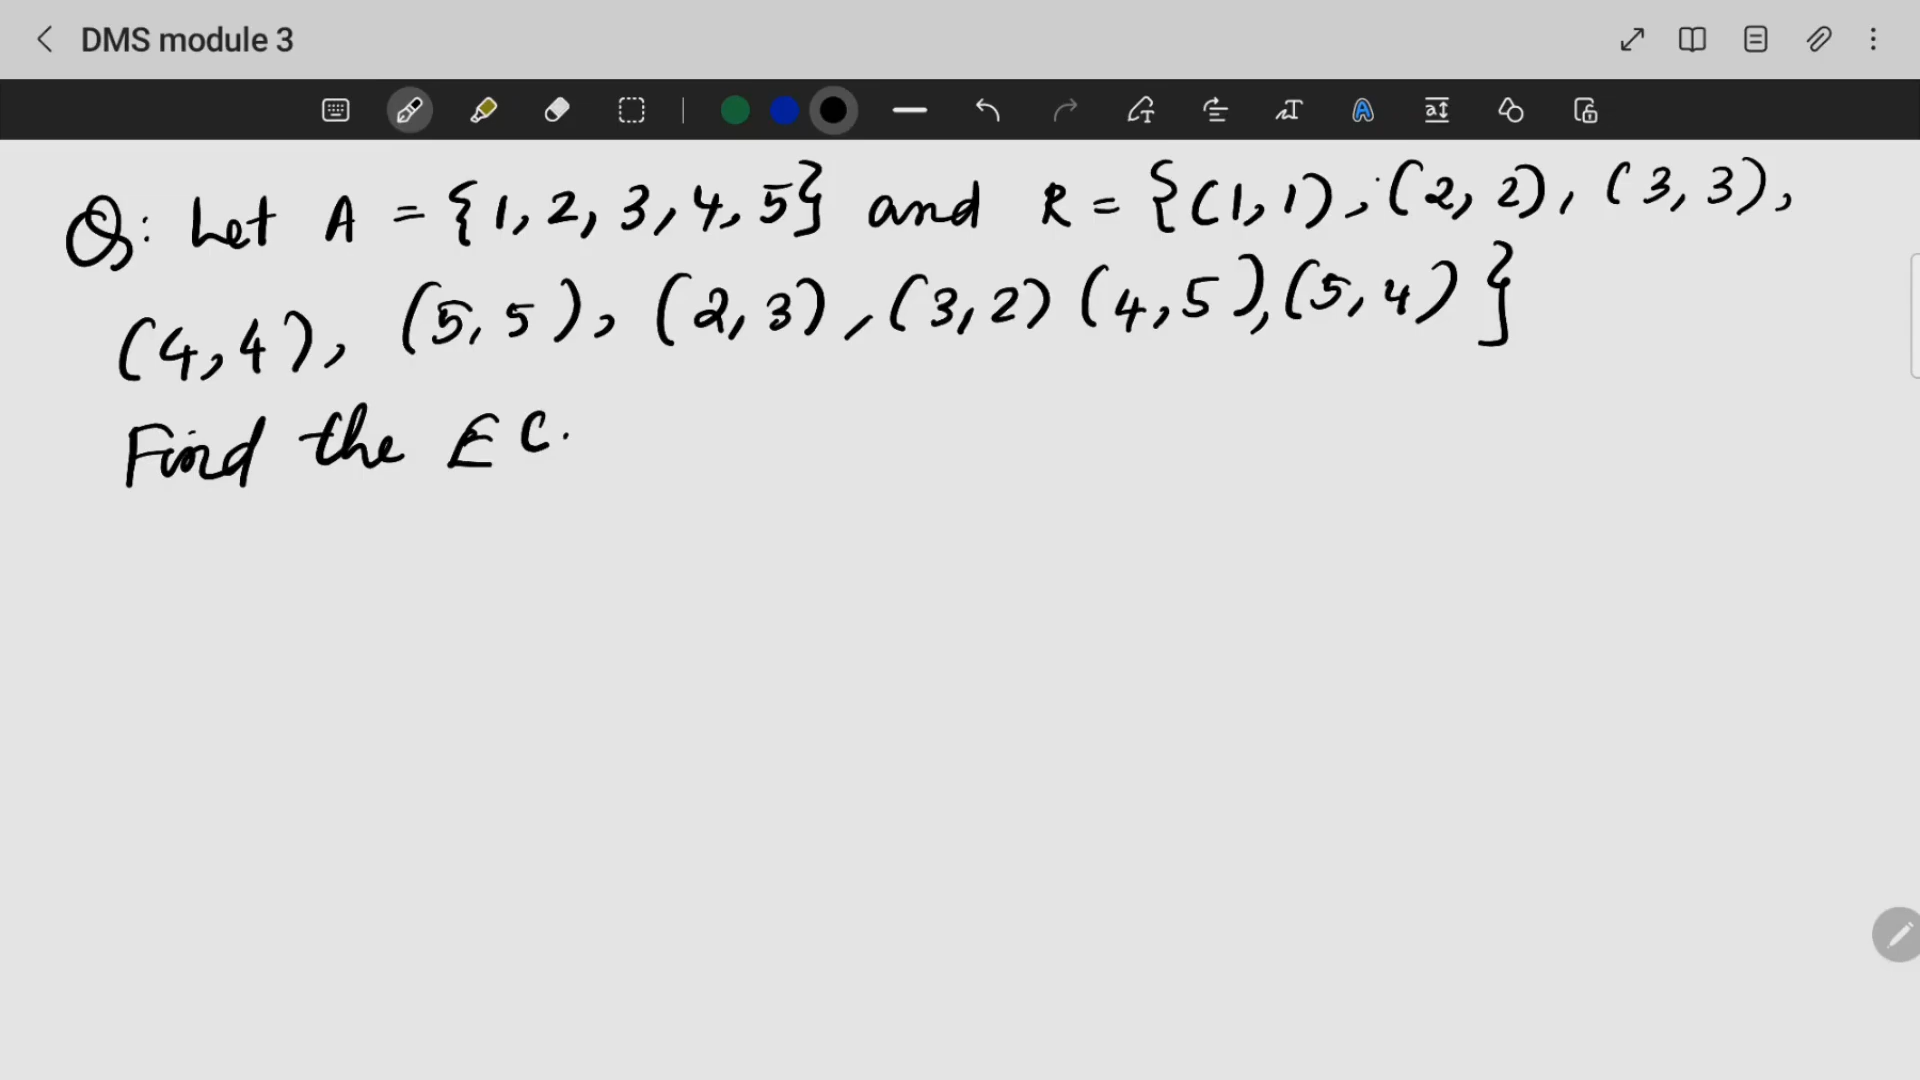 DMS module 3
Q: Let A = {1, 2, 3, 4, 5} and R = {(1, 1), (2, 2), (3, 3),
(4, 4), (5, 5), (2, 3), (3, 2) (4, 5), (5, 4)}
Find the EC.